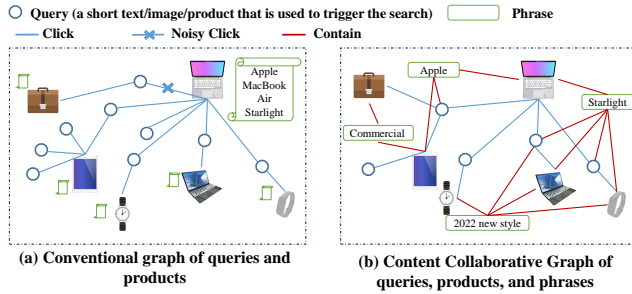 Query (a short text/image/product that is used to trigger the search)
Phrase
Click
Noisy Click
Contain
Apple
MacBook
Air
Starlight
Apple
Starlight
Commercial
2022 new style
(a) Conventional graph of queries and
products
(b) Content Collaborative Graph of
queries, products, and phrases